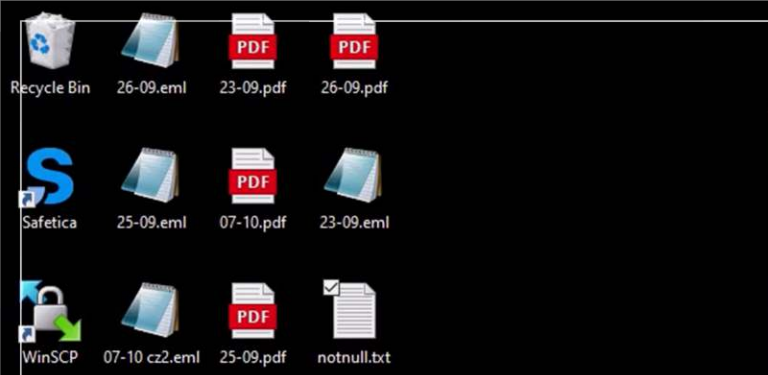 PDF PDF
Recycle Bin 26-09.eml 23-09.pdf 26-09.pdf
S PDF
Safetica 25-09.eml 07-10.pdf 23-09.eml
PDF
WinSCP 07-10 cz2.eml 25-09.pdf notnull.txt